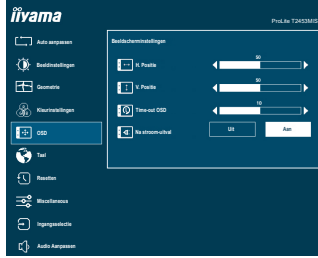 iiyama
ProLite T2453MIS
Auto aanpassen
Beeldinstellingen
Geometrie
Kleurinstellingen
OSD
Taal
Resetten
Miscellaneous
Ingangsselectie
Audio Aanpassen
Beeldscherminstellingen
H. Positie
50
V. Positie
50
Time-out OSD
10
Na stroom-uitval
Uit
Aan